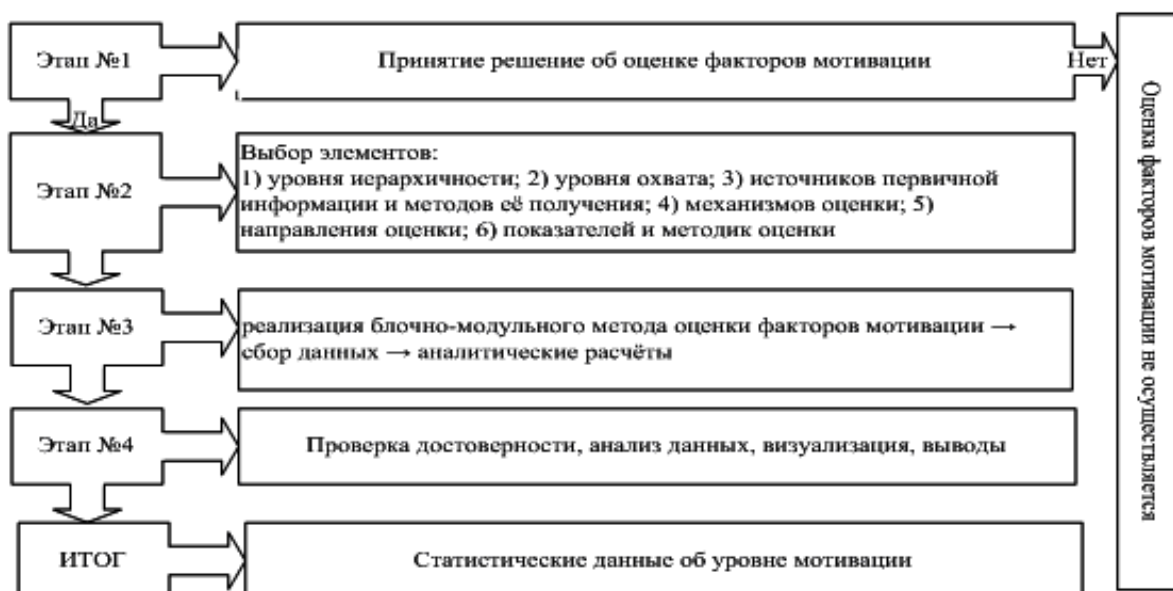 Этап №1
Принятие решение об оценке факторов мотивации
Нет
Да
Этап №2
Выбор элементов:
1) уровня иерархичности; 2) уровня охвата; 3) источников первичной
информации и методов её получения; 4) механизмов оценки; 5)
направления оценки; 6) показателей и методик оценки
Этап №3
реализация блочно-модульного метода оценки факторов мотивации →
сбор данных → аналитические расчёты
Этап №4
Проверка достоверности, анализ данных, визуализация, выводы
ИТОГ
Статистические данные об уровне мотивации
Оценка факторов мотивации не осуществляется